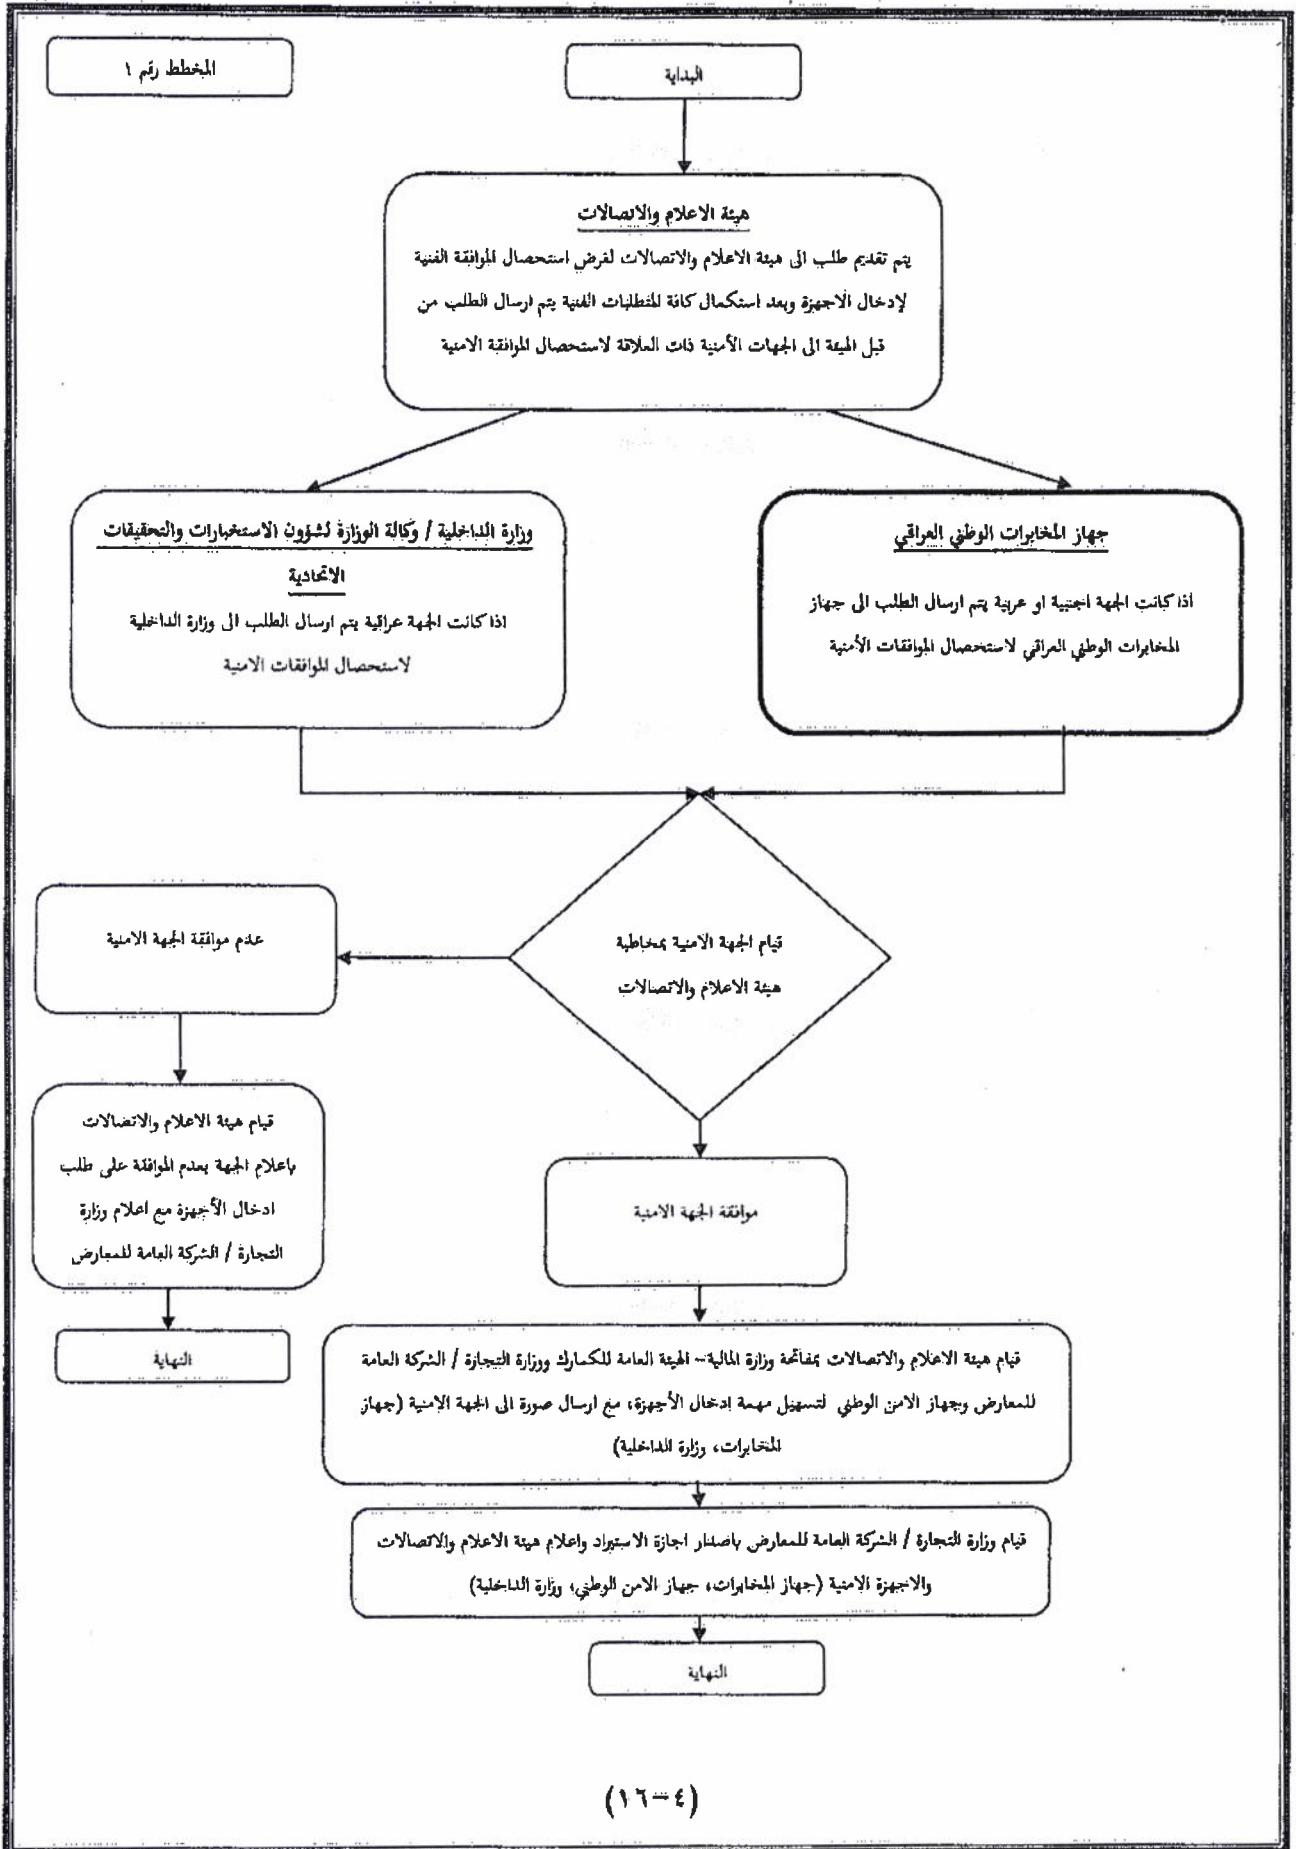 المخطط رقم ١
البداية
هيئة الاعلام والاتصالات
يتم تقديم طلب الى هيئة الاعلام والاتصالات لغرض استحصال الموافقة الفنية
لإدخال الاجهزة وبعد استكمال كافة المتطلبات الفنية يتم ارسال الطلب من
قبل الهيئة الى الجهات الأمنية ذات العلاقة لاستحصال الموافقة الامنية
جهاز المخابرات الوطني العراقي
اذا كانت الجهة اجنبية او عربية يتم ارسال الطلب الى جهاز
المخابرات الوطني العراقي لاستحصال الموافقات الأمنية
وزارة الداخلية / وكالة الوزارة لشؤون الاستخبارات والتحقيقات
الاتحادية
اذا كانت الجهة عراقية يتم ارسال الطلب الى وزارة الداخلية
لاستحصال الموافقات الامنية
قيام الجهة الامنية بمخاطبة
هيئة الاعلام والاتصالات
عدم موافقة الجهة الامنية
قيام هيئة الاعلام والاتصالات
باعلام الجهة بعدم الموافقة على طلب
ادخال الأجهزة مع اعلام وزارة
التجارة / الشركة العامة للمعارض
النهاية
موافقة الجهة الامنية
قيام هيئة الاعلام والاتصالات بمفاتحة وزارة المالية– الهيئة العامة للكمارك ووزارة التجارة / الشركة العامة
للمعارض وجهاز الامن الوطني لتسهيل مهمة إدخال الأجهزة، مع ارسال صورة الى الجهة الامنية (جهاز
المخابرات، وزارة الداخلية)
قيام وزارة التجارة / الشركة العامة للمعارض باصدار اجازة الاستيراد واعلام هيئة الاعلام والاتصالات
والاجهزة الامنية (جهاز المخابرات، جهاز الامن الوطني، وزارة الداخلية)
النهاية
(٤–١٦)